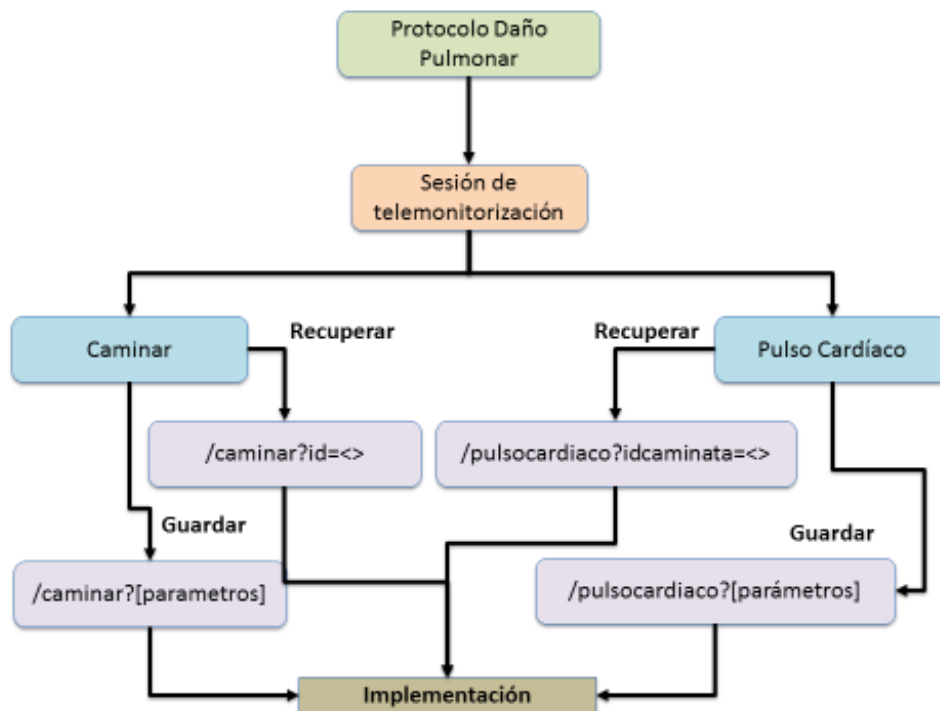 Protocolo Daño
Pulmonar
Sesión de
telemonitorización
Caminar
Recuperar
Recuperar
Pulso Cardíaco
/caminar?id=<>
/pulsocardiaco?idcaminata=<>
Guardar
Guardar
/caminar?[parametros]
/pulsocardiaco?[parámetros]
Implementación